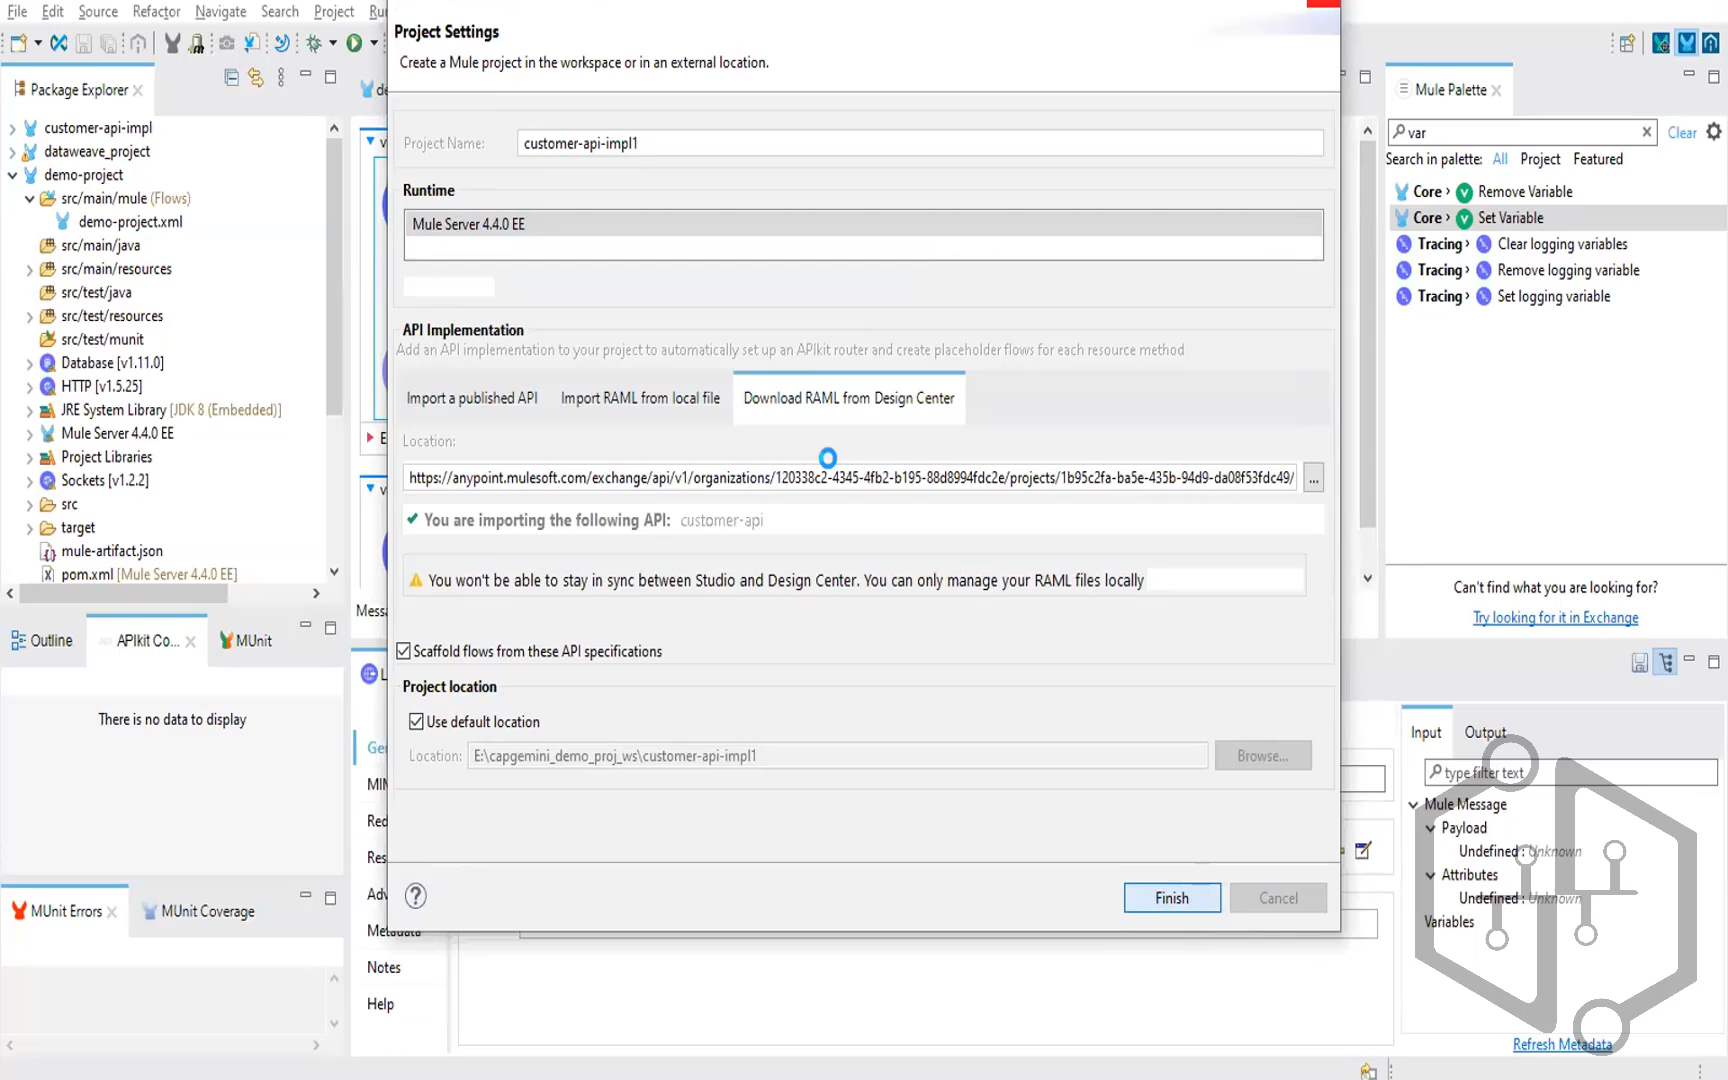 File Edit Source Refactor Navigate Search Project
Package Explorer
customer-api-impl
dataweave_project
demo-project
src/main/mule (Flows)
demo-project.xml
src/main/java
src/main/resources
src/test/java
src/test/resources
src/test/munit
Database [v1.11.0]
HTTP [v1.5.25]
JRE System Library [JDK 8 (Embedded)]
Mule Server 4.4.0 EE
Project Libraries
Sockets [v1.2.2]
src
target
mule-artifact.json
pom.xml [Mule Server 4.4.0 EE]
Outline APIkit Co... MUnit
There is no data to display
MUnit Errors MUnit Coverage
Project Settings
Create a Mule project in the workspace or in an external location.
Project Name: customer-api-impl1
Runtime
Mule Server 4.4.0 EE
API Implementation
Add an API implementation to your project to automatically set up an APIkit router and create placeholder flows for each resource method
Import a published API Import RAML from local file Download RAML from Design Center
Location:
https://anypoint.mulesoft.com/exchange/api/v1/organizations/120338c2-4345-4fb2-b195-88d8994fdc2e/projects/1b95c2fa-ba5e-435b-94d9-da08f53fdc49/ ...
You are importing the following API: customer-api
You won't be able to stay in sync between Studio and Design Center. You can only manage your RAML files locally
Scaffold flows from these API specifications
Project location
Use default location
Location: E:\capgemini_demo_proj_ws\customer-api-impl1 Browse...
Finish Cancel
Metadata
Notes
Help
Mule Palette
var Clear
Search in palette: All Project Featured
Core › Remove Variable
Core › Set Variable
Tracing › Clear logging variables
Tracing › Remove logging variable
Tracing › Set logging variable
Can't find what you are looking for?
Try looking for it in Exchange
Input Output
type filter text
Mule Message
Payload
Undefined : Unknown
Attributes
Undefined : Unknown
Variables
Refresh Metadata